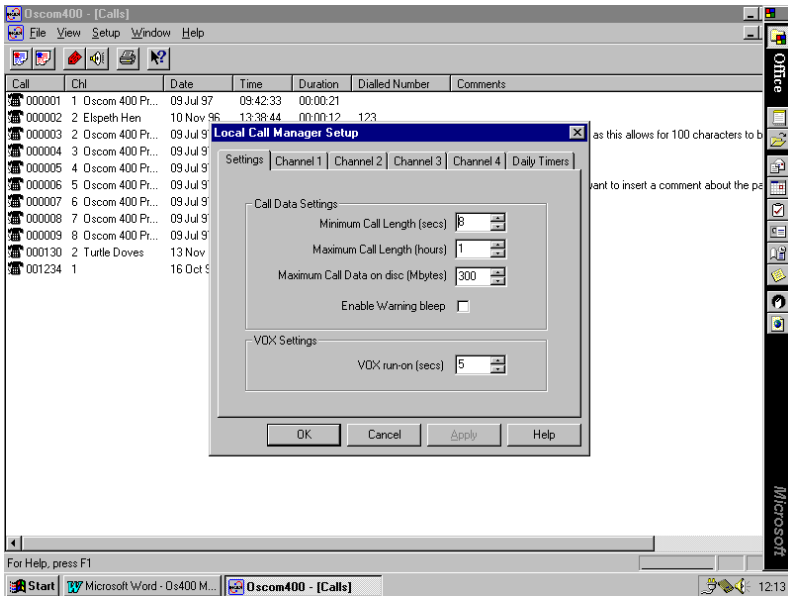 Oscom400 - [Calls]
File View Setup Window Help
Call Chl Date Time Duration Dialled Number Comments
000001 1 Oscom 400 Pr... 09 Jul 97 09:42:33 00:00:21
000002 2 Elspeth Hen 10 Nov 96 13:38:44 00:00:12 123
000003 2 Oscom 400 Pr... 09 Jul 9 as this allows for 100 characters to b
000004 3 Oscom 400 Pr... 09 Jul 9
000005 4 Oscom 400 Pr... 09 Jul 9
000006 5 Oscom 400 Pr... 09 Jul 9 want to insert a comment about the pa
000007 6 Oscom 400 Pr... 09 Jul 9
000008 7 Oscom 400 Pr... 09 Jul 9
000009 8 Oscom 400 Pr... 09 Jul 9
000130 2 Turtle Doves 13 Nov
001234 1 16 Oct 9
Local Call Manager Setup
Settings Channel 1 Channel 2 Channel 3 Channel 4 Daily Timers
Call Data Settings
Minimum Call Length (secs) 8
Maximum Call Length (hours) 1
Maximum Call Data on disc (Mbytes) 300
Enable Warning bleep
VOX Settings
VOX run-on (secs) 5
OK Cancel Apply Help
Office
Microsoft
For Help, press F1
Start Microsoft Word - Os400 M... Oscom400 - [Calls] 12:13